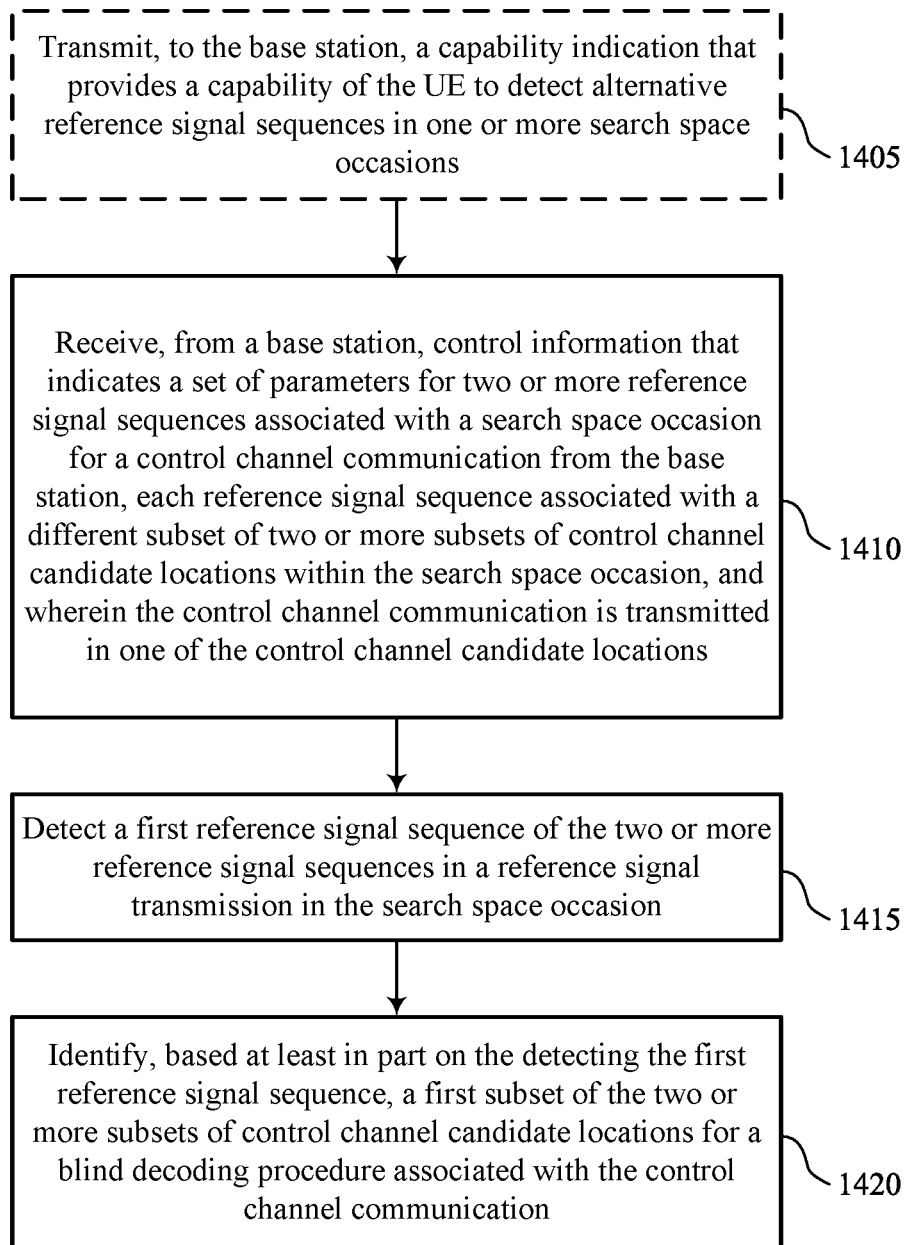 Transmit, to the base station, a capability indication that
provides a capability of the UE to detect alternative
reference signal sequences in one or more search space
occasions
1405
Receive, from a base station, control information that
indicates a set of parameters for two or more reference
signal sequences associated with a search space occasion
for a control channel communication from the base
station, each reference signal sequence associated with a
different subset of two or more subsets of control channel
candidate locations within the search space occasion, and
wherein the control channel communication is transmitted
in one of the control channel candidate locations
1410
Detect a first reference signal sequence of the two or more
reference signal sequences in a reference signal
transmission in the search space occasion
1415
Identify, based at least in part on the detecting the first
reference signal sequence, a first subset of the two or
more subsets of control channel candidate locations for a
blind decoding procedure associated with the control
channel communication
1420